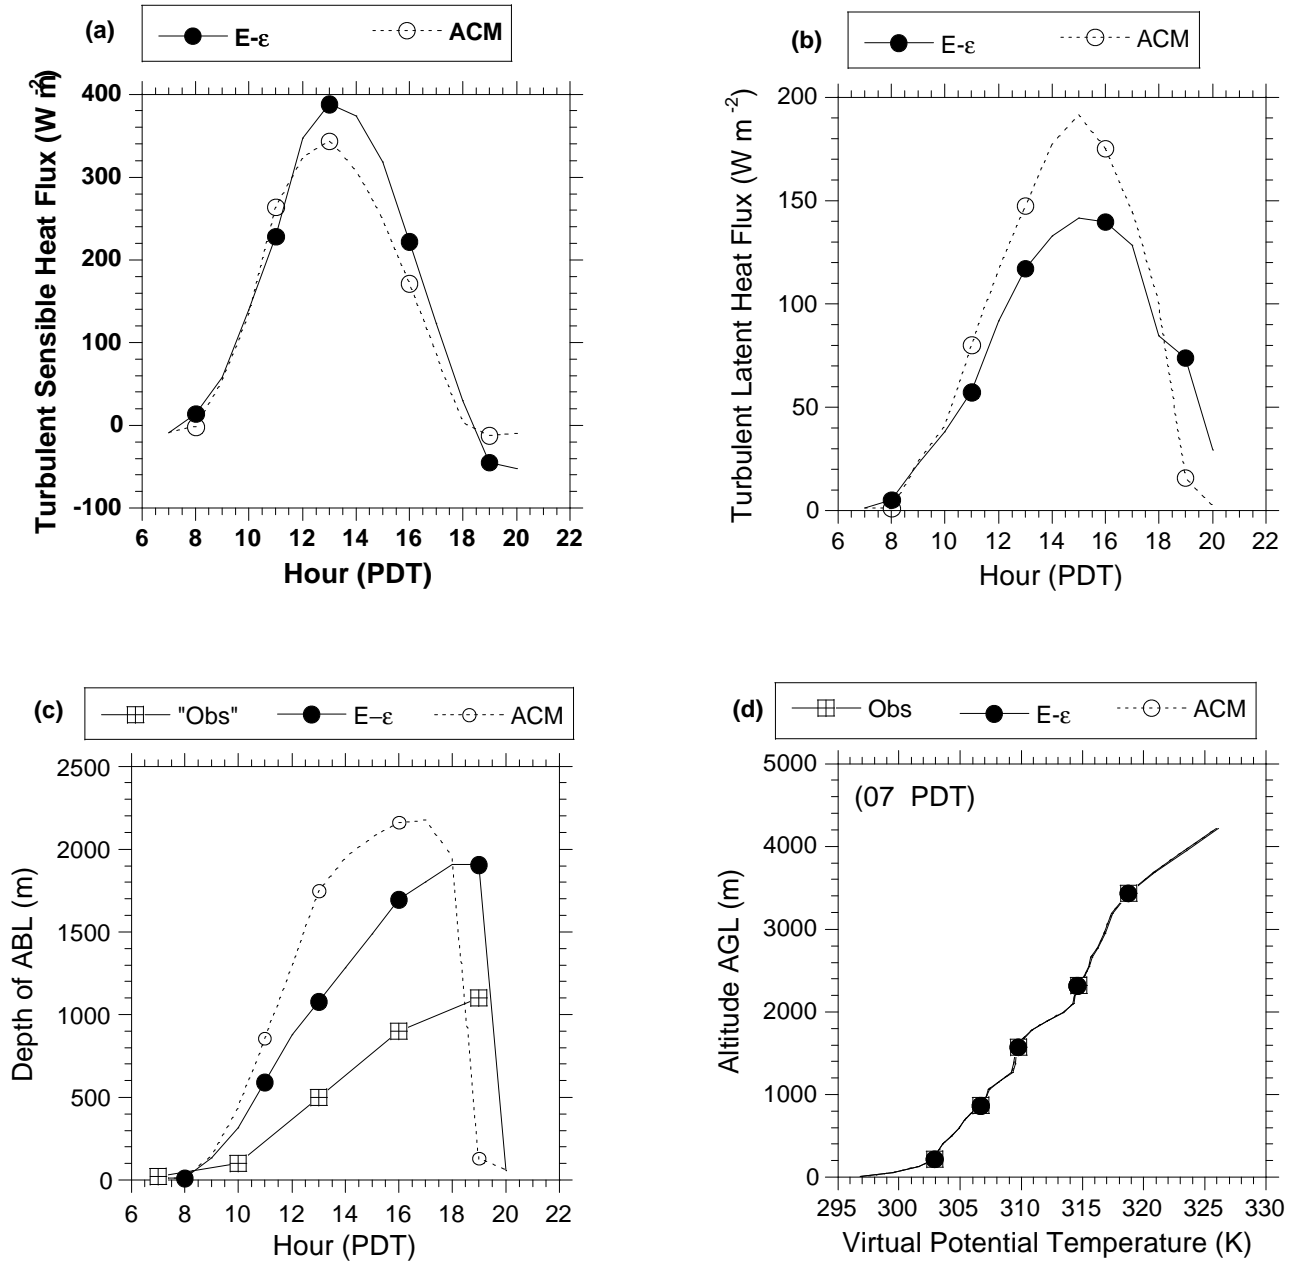 (a) E-ε ACM
Turbulent Sensible Heat Flux (W m-2)
400
300
200
100
0
-100
6 8 10 12 14 16 18 20 22
Hour (PDT)
(b) E-ε ACM
Turbulent Latent Heat Flux (W m-2)
200
150
100
50
0
6 8 10 12 14 16 18 20 22
Hour (PDT)
(c) "Obs" E-ε ACM
Depth of ABL (m)
2500
2000
1500
1000
500
0
6 8 10 12 14 16 18 20 22
Hour (PDT)
(d) Obs E-ε ACM
(07 PDT)
Altitude AGL (m)
5000
4000
3000
2000
1000
0
295 300 305 310 315 320 325 330
Virtual Potential Temperature (K)